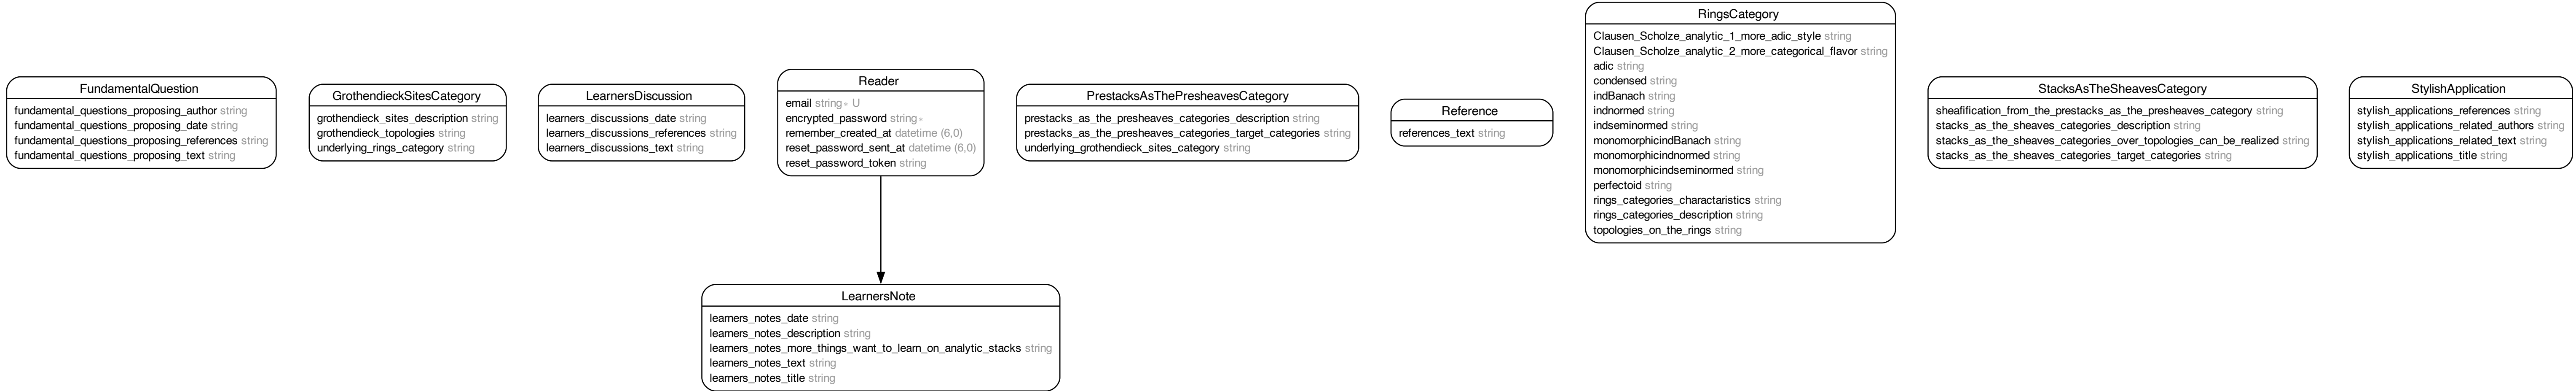 FundamentalQuestion
fundamental_questions_proposing_author string
fundamental_questions_proposing_date string
fundamental_questions_proposing_references string
fundamental_questions_proposing_text string
GrothendieckSitesCategory
grothendieck_sites_description string
grothendieck_topologies string
underlying_rings_category string
LearnersDiscussion
learners_discussions_date string
learners_discussions_references string
learners_discussions_text string
Reader
email string∗ U
encrypted_password string∗
remember_created_at datetime (6,0)
reset_password_sent_at datetime (6,0)
reset_password_token string
PrestacksAsThePresheavesCategory
prestacks_as_the_presheaves_categories_description string
prestacks_as_the_presheaves_categories_target_categories string
underlying_grothendieck_sites_category string
Reference
references_text string
RingsCategory
Clausen_Scholze_analytic_1_more_adic_style string
Clausen_Scholze_analytic_2_more_categorical_flavor string
adic string
condensed string
indBanach string
indnormed string
indseminormed string
monomorphicindBanach string
monomorphicindnormed string
monomorphicindseminormed string
perfectoid string
rings_categories_charactaristics string
rings_categories_description string
topologies_on_the_rings string
StacksAsTheSheavesCategory
sheafification_from_the_prestacks_as_the_presheaves_category string
stacks_as_the_sheaves_categories_description string
stacks_as_the_sheaves_categories_over_topologies_can_be_realized string
stacks_as_the_sheaves_categories_target_categories string
StylishApplication
stylish_applications_references string
stylish_applications_related_authors string
stylish_applications_related_text string
stylish_applications_title string
LearnersNote
learners_notes_date string
learners_notes_description string
learners_notes_more_things_want_to_learn_on_analytic_stacks string
learners_notes_text string
learners_notes_title string